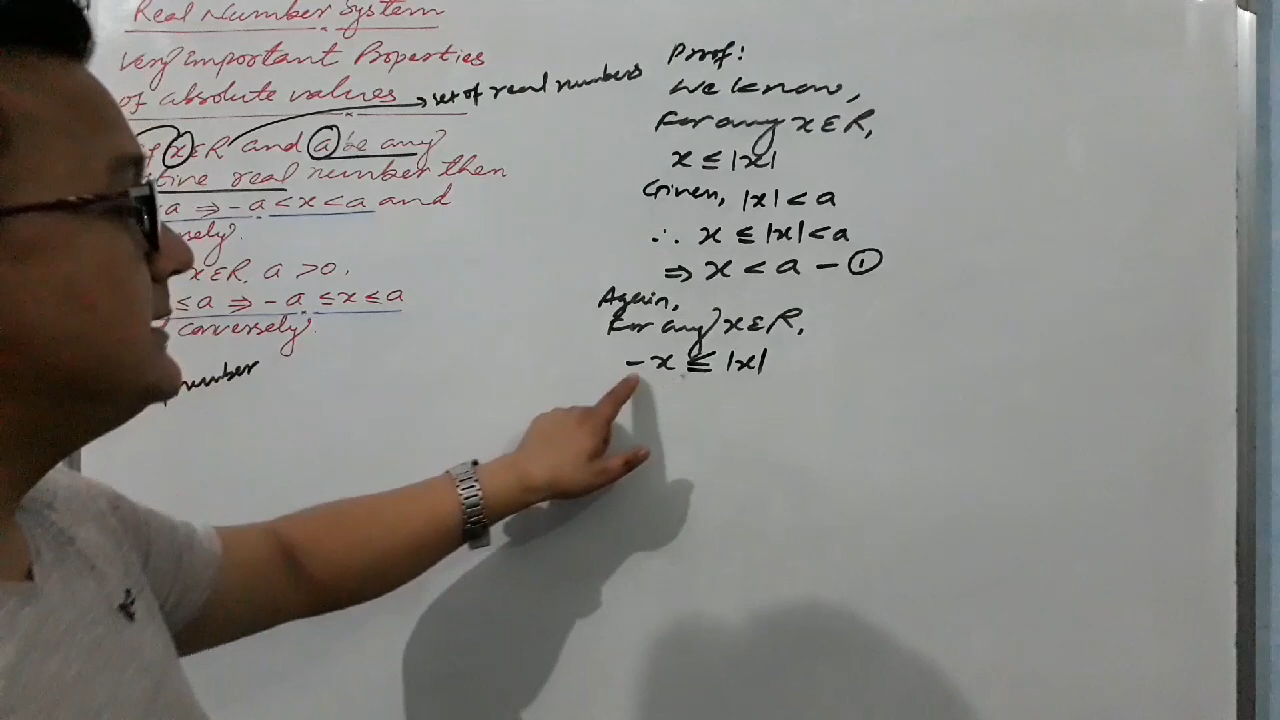 Real Number System
Very important Properties
of absolute values → set of real numbers
x ∈ R and a be any
real number then
a ⇒ -a < x < a and
x ∈ R, a > 0.
≤ a ⇒ -a ≤ x ≤ a
conversely.
number
Proof:
We know,
For any x ∈ R,
x ≤ |x|
Given, |x| < a
∴ x ≤ |x| < a
⇒ x < a - ①
Again,
For any x ∈ R,
-x ≤ |x|